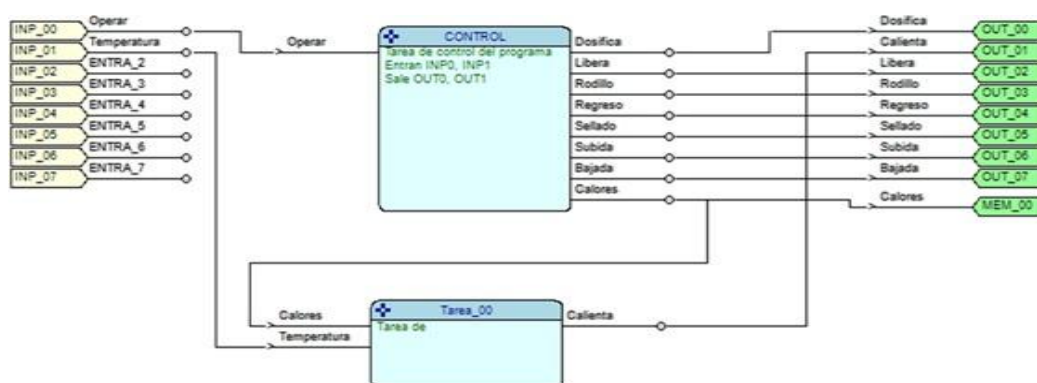 INP_00 Operar
INP_01 Temperatura
INP_02 ENTRA_2
INP_03 ENTRA_3
INP_04 ENTRA_4
INP_05 ENTRA_5
INP_06 ENTRA_6
INP_07 ENTRA_7
Operar
CONTROL
Tarea de control del programa
Entran INP0, INP1
Sale OUT0, OUT1
Dosifica
Libera
Rodillo
Regreso
Sellado
Subida
Bajada
Calores
Dosifica OUT_00
Calienta OUT_01
Libera OUT_02
Rodillo OUT_03
Regreso OUT_04
Sellado OUT_05
Subida OUT_06
Bajada OUT_07
Calores MEM_00
Calores
Temperatura
Tarea_00
Tarea de
Calienta